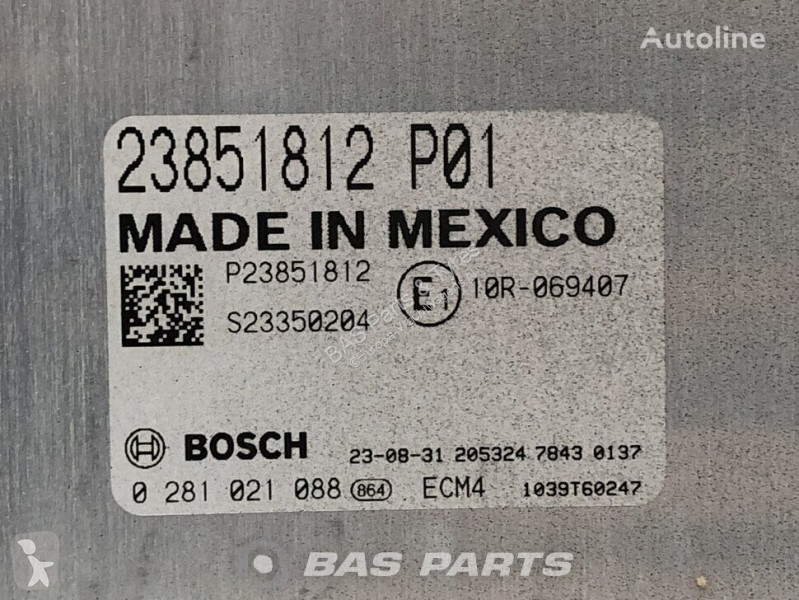 Autoline
23851812 P01
MADE IN MEXICO
P23851812
E1 10R-069407
S23350204
BOSCH 23-08-31 205324 7843 0137
0 281 021 088 864 ECM4 1039T60247
BAS PARTS